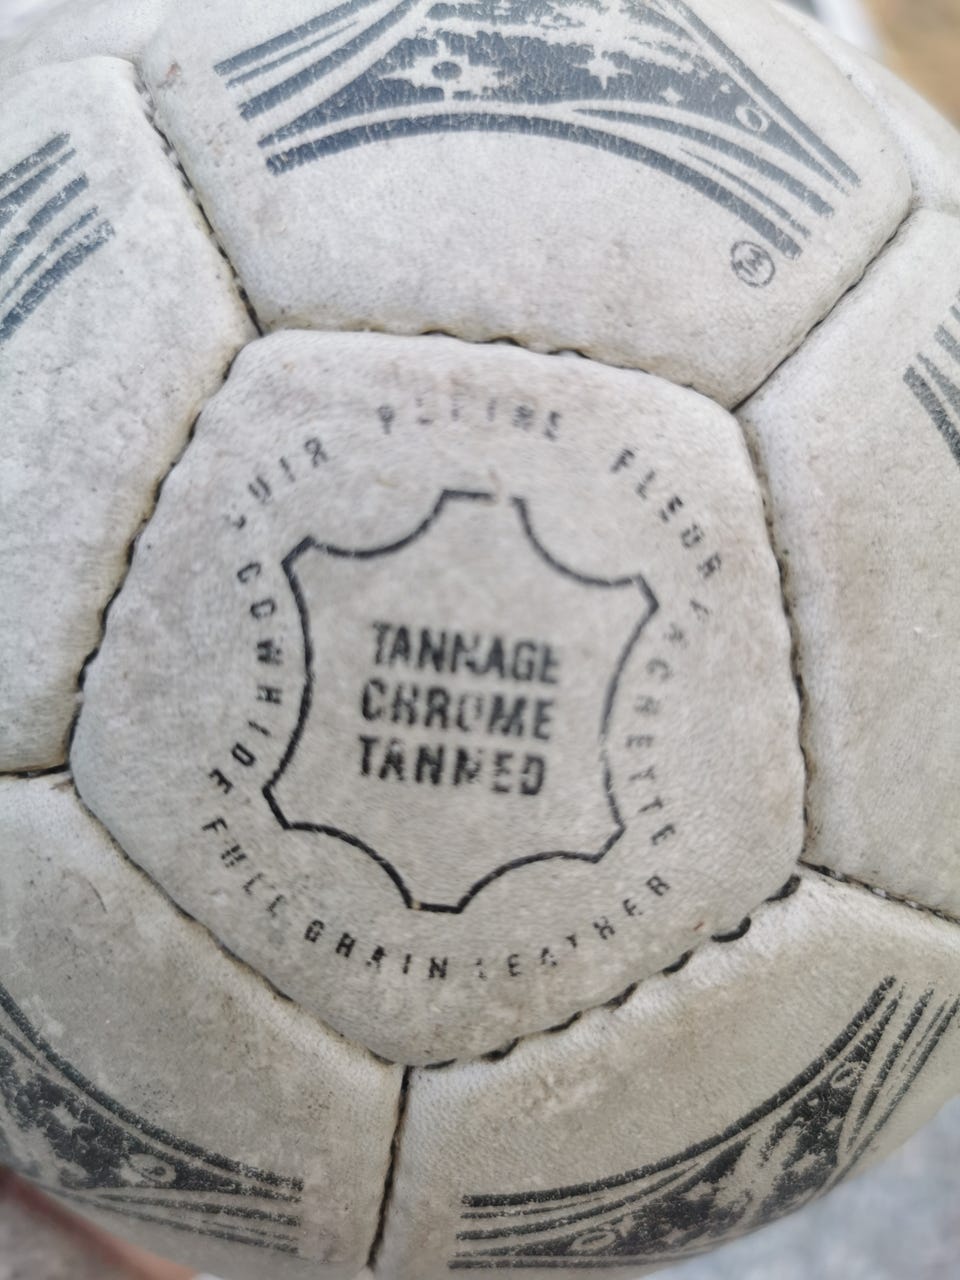 CUIR PLEINE FLEUR VACHETTE
COWHIDE FULL GRAIN LEATHER
TANNAGE
CHROME
TANNED